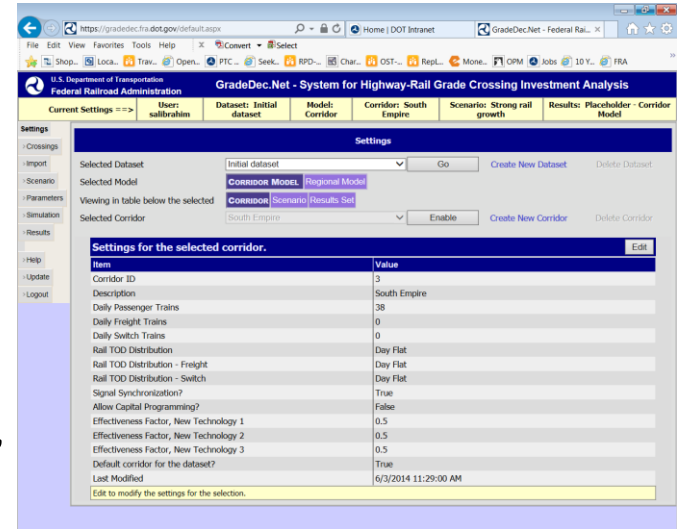 https://gradedec.fra.dot.gov/default.aspx
Home | DOT Intranet
GradeDec.Net - Federal Rai...
File Edit View Favorites Tools Help
Convert Select
Shop... Loca... Trav... Open... PTC ... Seek... RPD-... Char... OST-... Repl... Mone... OPM Jobs 10 Y... FRA
U.S. Department of Transportation
Federal Railroad Administration
GradeDec.Net - System for Highway-Rail Grade Crossing Investment Analysis
Current Settings ==>
User: salibrahim
Dataset: Initial dataset
Model: Corridor
Corridor: South Empire
Scenario: Strong rail growth
Results: Placeholder - Corridor Model
Settings
Crossings
Import
Scenario
Parameters
Simulation
Results
Help
Update
Logout
Settings
Selected Dataset Initial dataset Go Create New Dataset Delete Dataset
Selected Model CORRIDOR MODEL Regional Model
Viewing in table below the selected CORRIDOR Scenario Results Set
Selected Corridor South Empire Enable Create New Corridor Delete Corridor
Settings for the selected corridor. Edit
Item Value
Corridor ID 3
Description South Empire
Daily Passenger Trains 38
Daily Freight Trains 0
Daily Switch Trains 0
Rail TOD Distribution Day Flat
Rail TOD Distribution - Freight Day Flat
Rail TOD Distribution - Switch Day Flat
Signal Synchronization? True
Allow Capital Programming? False
Effectiveness Factor, New Technology 1 0.5
Effectiveness Factor, New Technology 2 0.5
Effectiveness Factor, New Technology 3 0.5
Default corridor for the dataset? True
Last Modified 6/3/2014 11:29:00 AM
Edit to modify the settings for the selection.
,